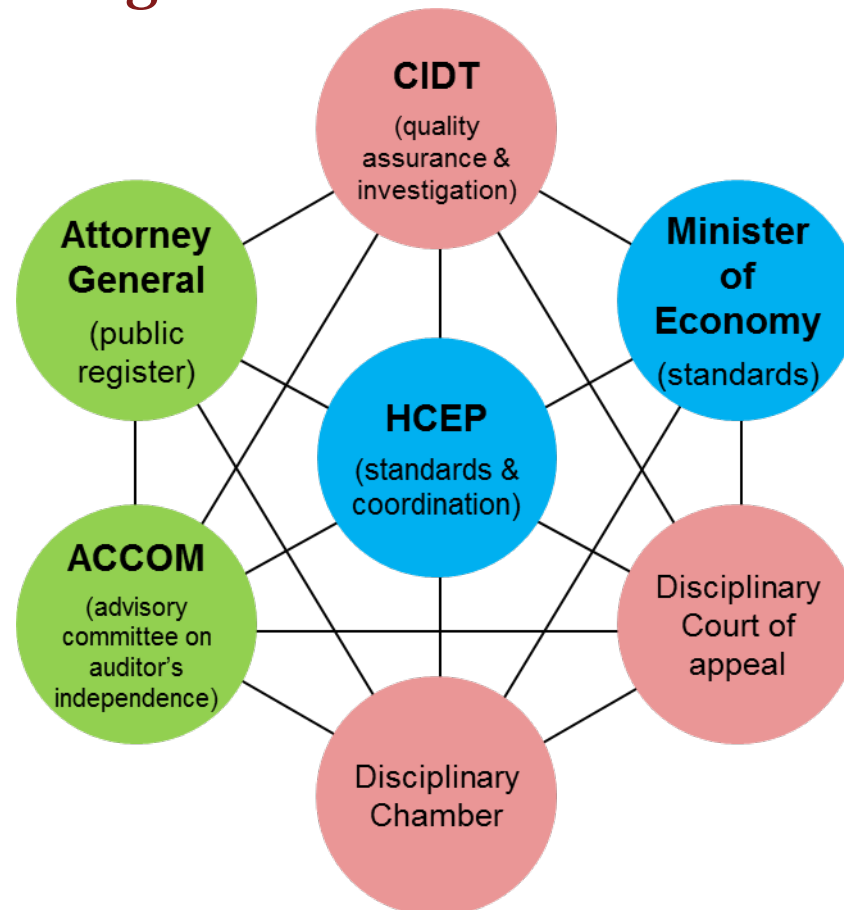 CIDT
(quality
assurance &
investigation)
Attorney
General
(public
register)
Minister
of
Economy
(standards)
HCEP
(standards &
coordination)
ACCOM
(advisory
committee on
auditor's
independence)
Disciplinary
Court of
appeal
Disciplinary
Chamber